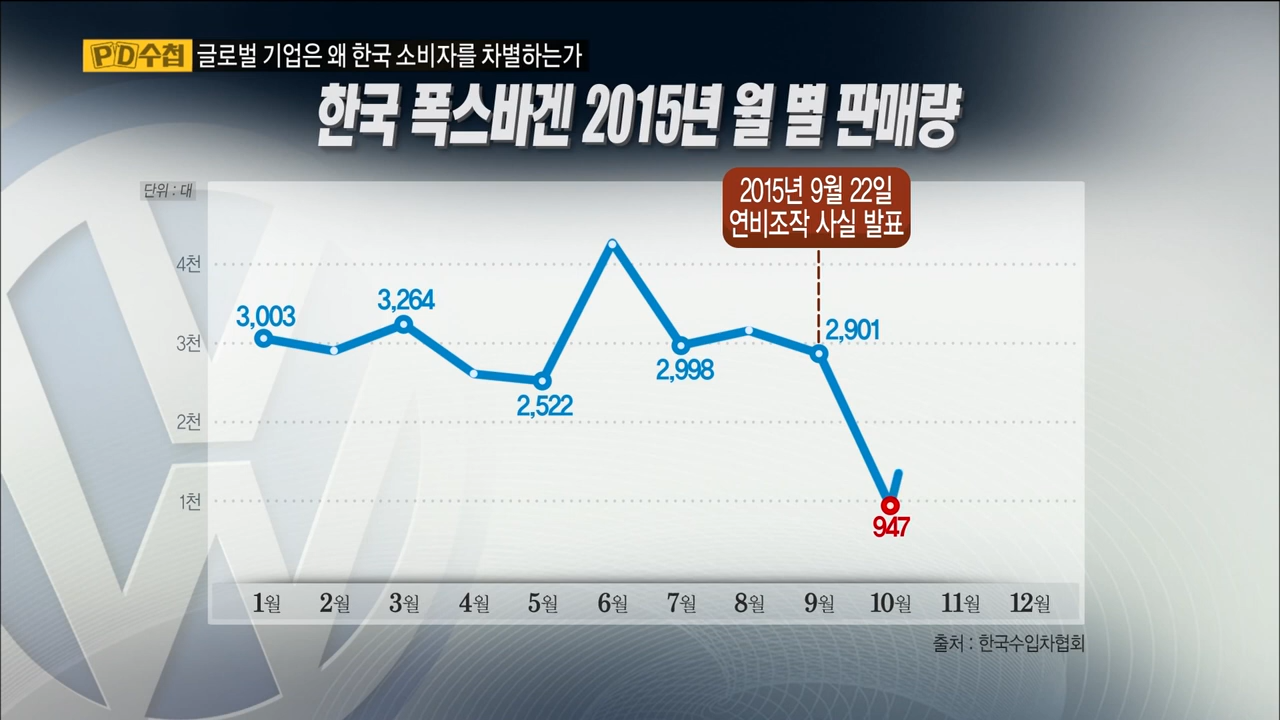 PD수첩 글로벌 기업은 왜 한국 소비자를 차별하는가
한국 폭스바겐 2015년 월 별 판매량
단위 : 대
2015년 9월 22일
연비조작 사실 발표
4천
3천
2천
1천
3,003
3,264
2,522
2,998
2,901
947
1월 2월 3월 4월 5월 6월 7월 8월 9월 10월 11월 12월
출처 : 한국수입차협회